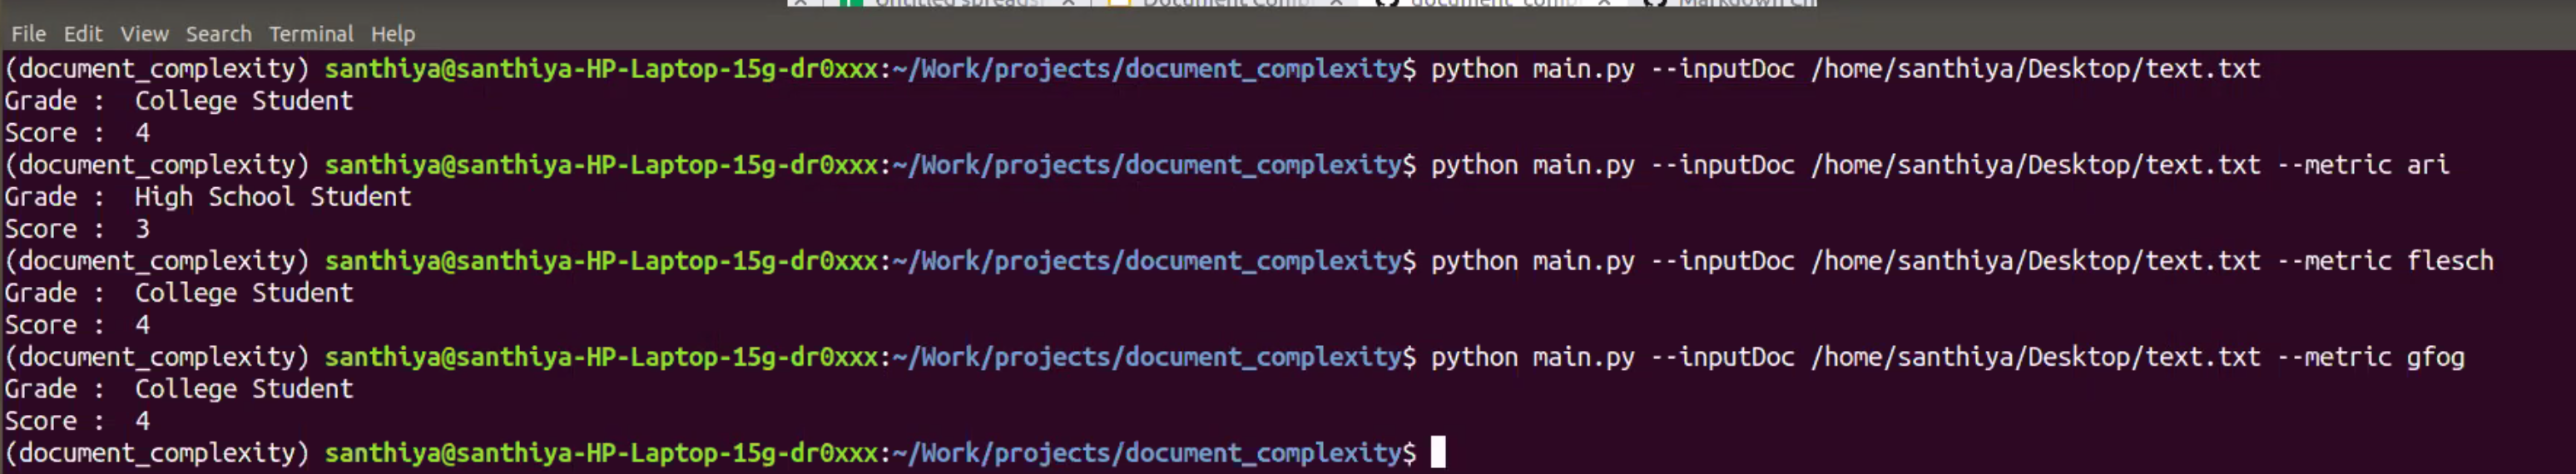 File Edit View Search Terminal Help
(document_complexity) santhiya@santhiya-HP-Laptop-15g-dr0xxx:~/Work/projects/document_complexity$ python main.py --inputDoc /home/santhiya/Desktop/text.txt
Grade :  College Student
Score :  4
(document_complexity) santhiya@santhiya-HP-Laptop-15g-dr0xxx:~/Work/projects/document_complexity$ python main.py --inputDoc /home/santhiya/Desktop/text.txt --metric ari
Grade :  High School Student
Score :  3
(document_complexity) santhiya@santhiya-HP-Laptop-15g-dr0xxx:~/Work/projects/document_complexity$ python main.py --inputDoc /home/santhiya/Desktop/text.txt --metric flesch
Grade :  College Student
Score :  4
(document_complexity) santhiya@santhiya-HP-Laptop-15g-dr0xxx:~/Work/projects/document_complexity$ python main.py --inputDoc /home/santhiya/Desktop/text.txt --metric gfog
Grade :  College Student
Score :  4
(document_complexity) santhiya@santhiya-HP-Laptop-15g-dr0xxx:~/Work/projects/document_complexity$